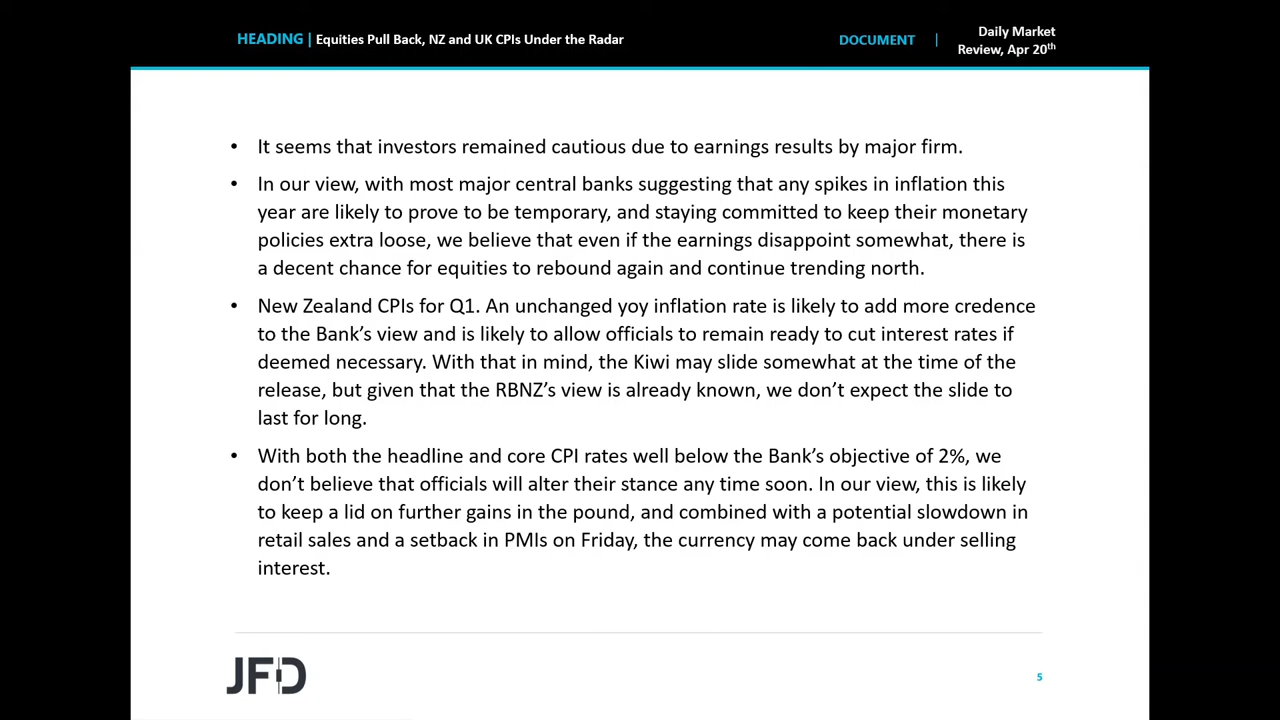 HEADING | Equities Pull Back, NZ and UK CPIs Under the Radar
DOCUMENT |
Daily Market
Review, Apr 20th
• It seems that investors remained cautious due to earnings results by major firm.
• In our view, with most major central banks suggesting that any spikes in inflation this
year are likely to prove to be temporary, and staying committed to keep their monetary
policies extra loose, we believe that even if the earnings disappoint somewhat, there is
a decent chance for equities to rebound again and continue trending north.
• New Zealand CPIs for Q1. An unchanged yoy inflation rate is likely to add more credence
to the Bank’s view and is likely to allow officials to remain ready to cut interest rates if
deemed necessary. With that in mind, the Kiwi may slide somewhat at the time of the
release, but given that the RBNZ’s view is already known, we don’t expect the slide to
last for long.
• With both the headline and core CPI rates well below the Bank’s objective of 2%, we
don’t believe that officials will alter their stance any time soon. In our view, this is likely
to keep a lid on further gains in the pound, and combined with a potential slowdown in
retail sales and a setback in PMIs on Friday, the currency may come back under selling
interest.
JFD
5